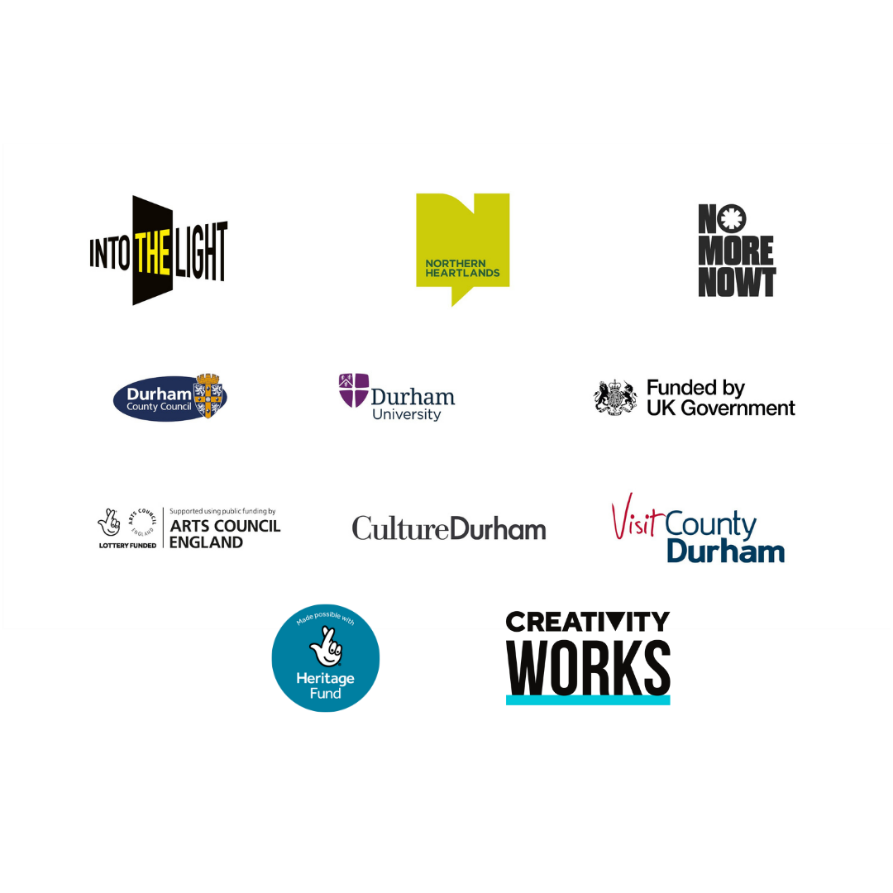 INTO THE LIGHT
NORTHERN
HEARTLANDS
NO
MORE
NOWT
Durham
County Council
Durham
University
Funded by
UK Government
LOTTERY FUNDED
ARTS COUNCIL
ENGLAND
Supported using public funding by
ARTS COUNCIL
ENGLAND
CultureDurham
Visit County
Durham
Made possible with
Heritage
Fund
CREATIVITY
WORKS